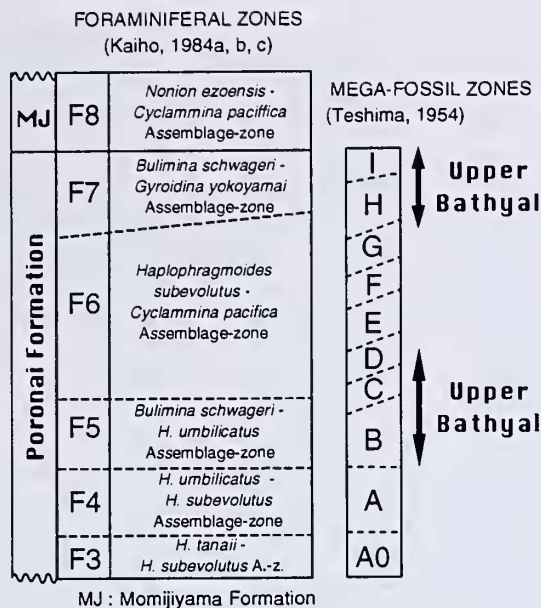 FORAMINIFERAL ZONES
(Kaiho, 1984a, b, c)
MJ
F8
Nonion ezoensis -
Cyclammina paciffica
Assemblage-zone
Poronai Formation
F7
Bulimina schwageri -
Gyroidina yokoyamai
Assemblage-zone
F6
Haplophragmoides
subevolutus -
Cyclammina pacifica
Assemblage-zone
F5
Bulimina schwageri -
H. umbilicatus
Assemblage-zone
F4
H. umbilicatus -
H. subevolutus
Assemblage-zone
F3
H. tanaii -
H. subevolutus A.-z.
MEGA-FOSSIL ZONES
(Teshima, 1954)
I
H
G
F
E
D
C
B
A
A0
Upper
Bathyal
Upper
Bathyal
MJ : Momijiyama Formation